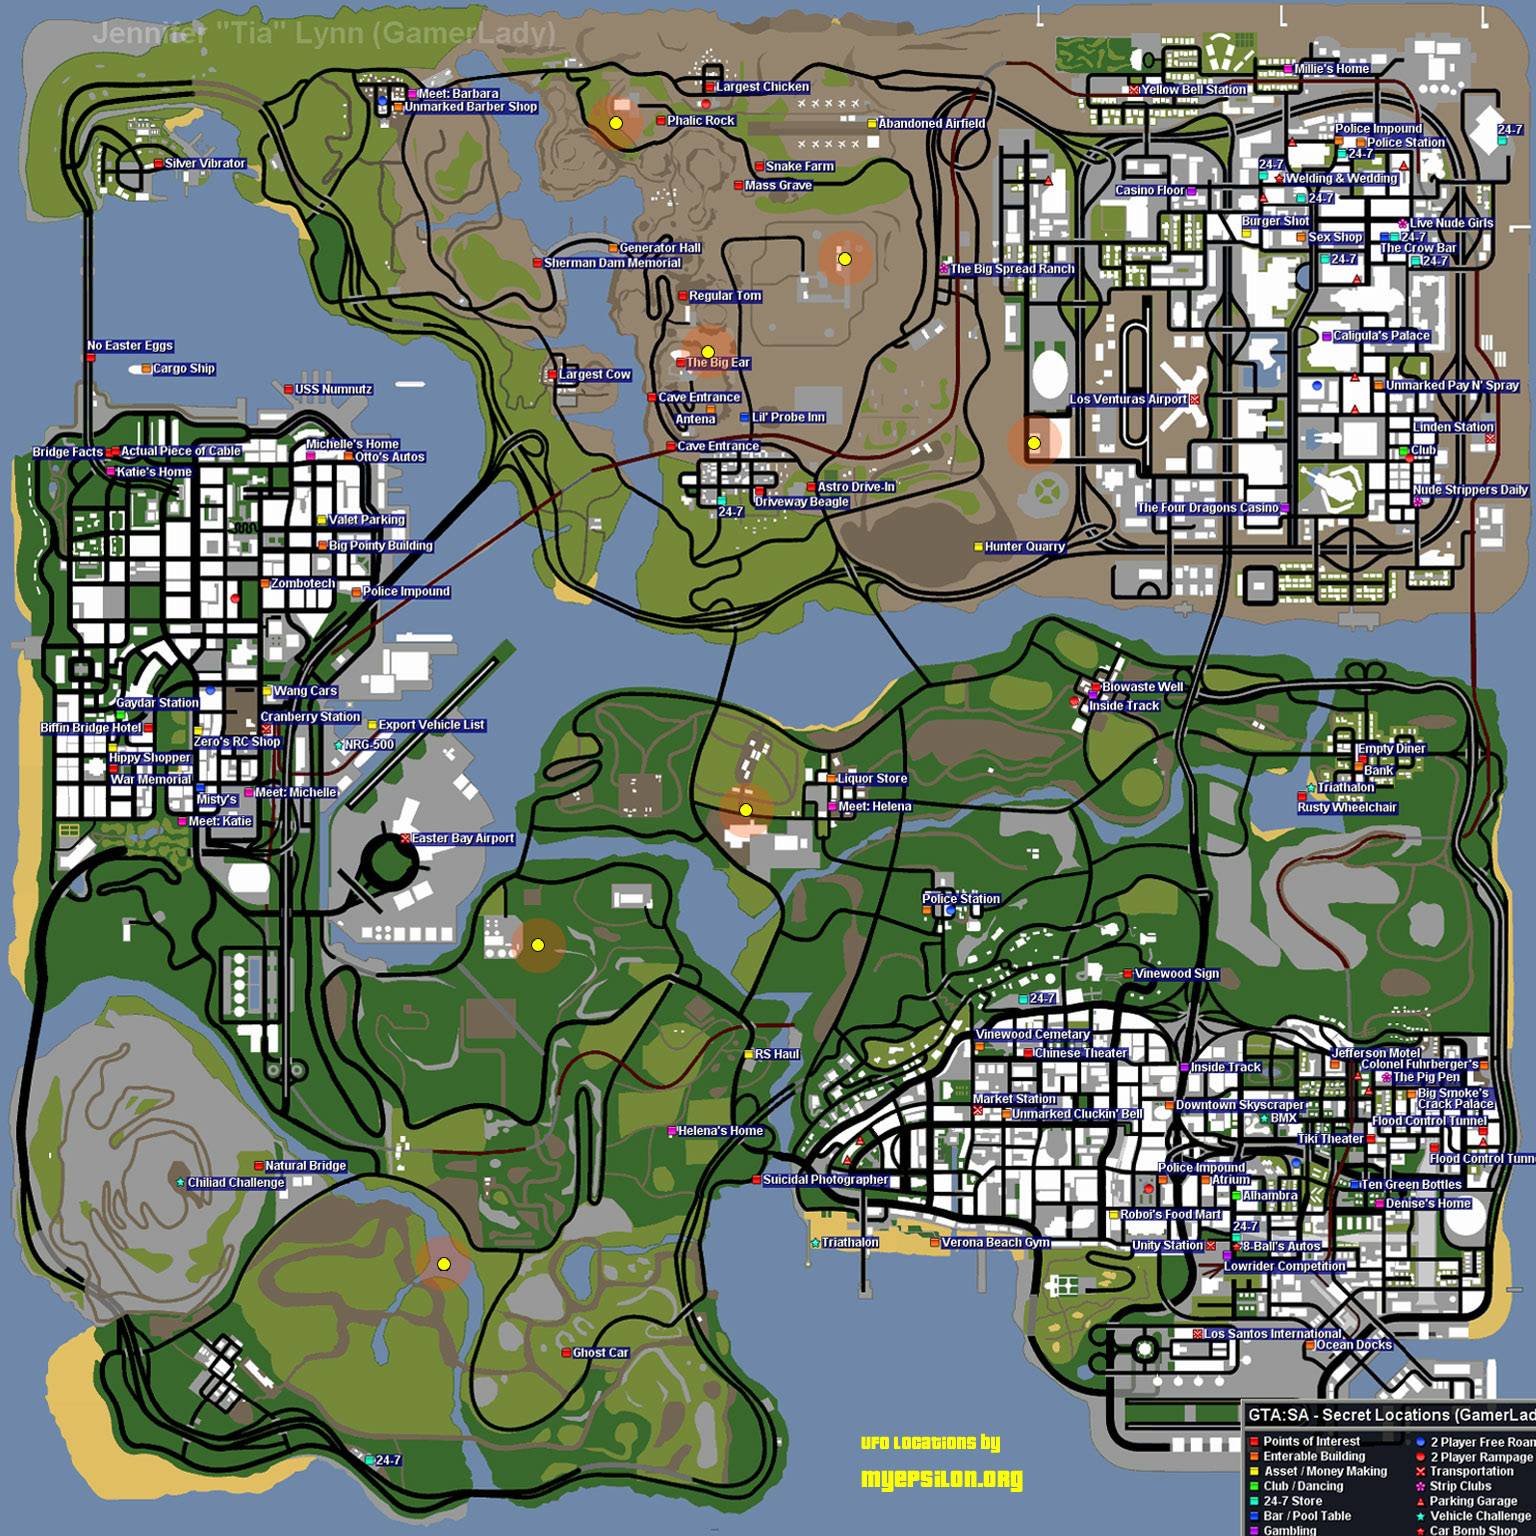 Jennifer "Tia" Lynn (GamerLady)
Meet: Barbara
Unmarked Barber Shop
Largest Chicken
Phalic Rock
Abandoned Airfield
Snake Farm
Mass Grave
Silver Vibrator
Millie's Home
Yellow Bell Station
Police Impound
Police Station
24-7
24-7
24-7
Welding & Wedding
Casino Floor
24-7
Burger Shot
Live Nude Girls
Sex Shop
24-7
The Crow Bar
24-7
24-7
Generator Hall
Sherman Dam Memorial
The Big Spread Ranch
Regular Tom
No Easter Eggs
Cargo Ship
USS Numnutz
The Big Ear
Largest Cow
Cave Entrance
Antena
Lil' Probe Inn
Cave Entrance
Caligula's Palace
Unmarked Pay N' Spray
Los Venturas Airport
Linden Station
Club
Nude Strippers Daily
The Four Dragons Casino
Astro Drive-In
Driveway Beagle
24-7
Hunter Quarry
Bridge Facts
Actual Piece of Cable
Michelle's Home
Otto's Autos
Katie's Home
Valet Parking
Big Pointy Building
Zombotech
Police Impound
Wang Cars
Gaydar Station
Cranberry Station
Biffin Bridge Hotel
Export Vehicle List
Zero's RC Shop
NRG-500
Hippy Shopper
War Memorial
Misty's
Meet: Michelle
Meet: Katie
Easter Bay Airport
Biowaste Well
Inside Track
Liquor Store
Meet: Helena
Empty Diner
Bank
Triathalon
Rusty Wheelchair
Police Station
Vinewood Sign
24-7
Vinewood Cemetary
Chinese Theater
RS Haul
Inside Track
Jefferson Motel
Colonel Fuhrberger's
The Pig Pen
Market Station
Unmarked Cluckin' Bell
Downtown Skyscraper
BMX
Big Smoke's
Crack Palace
Flood Control Tunnel
Tiki Theater
Flood Control Tunn
Helena's Home
Natural Bridge
Chiliad Challenge
Suicidal Photographer
Police Impound
Atrium
Alhambra
Ten Green Bottles
Denise's Home
Roboi's Food Mart
24-7
Triathalon
Verona Beach Gym
Unity Station
8-Ball's Autos
Lowrider Competition
Los Santos International
Ocean Docks
Ghost Car
24-7
UFO Locations by
myepsilon.org
GTA:SA - Secret Locations (GamerLad
Points of Interest
2 Player Free Roam
Enterable Building
2 Player Rampage
Asset / Money Making
Transportation
Club / Dancing
Strip Clubs
24-7 Store
Parking Garage
Bar / Pool Table
Vehicle Challenge
Gambling
Car Bomb Shop